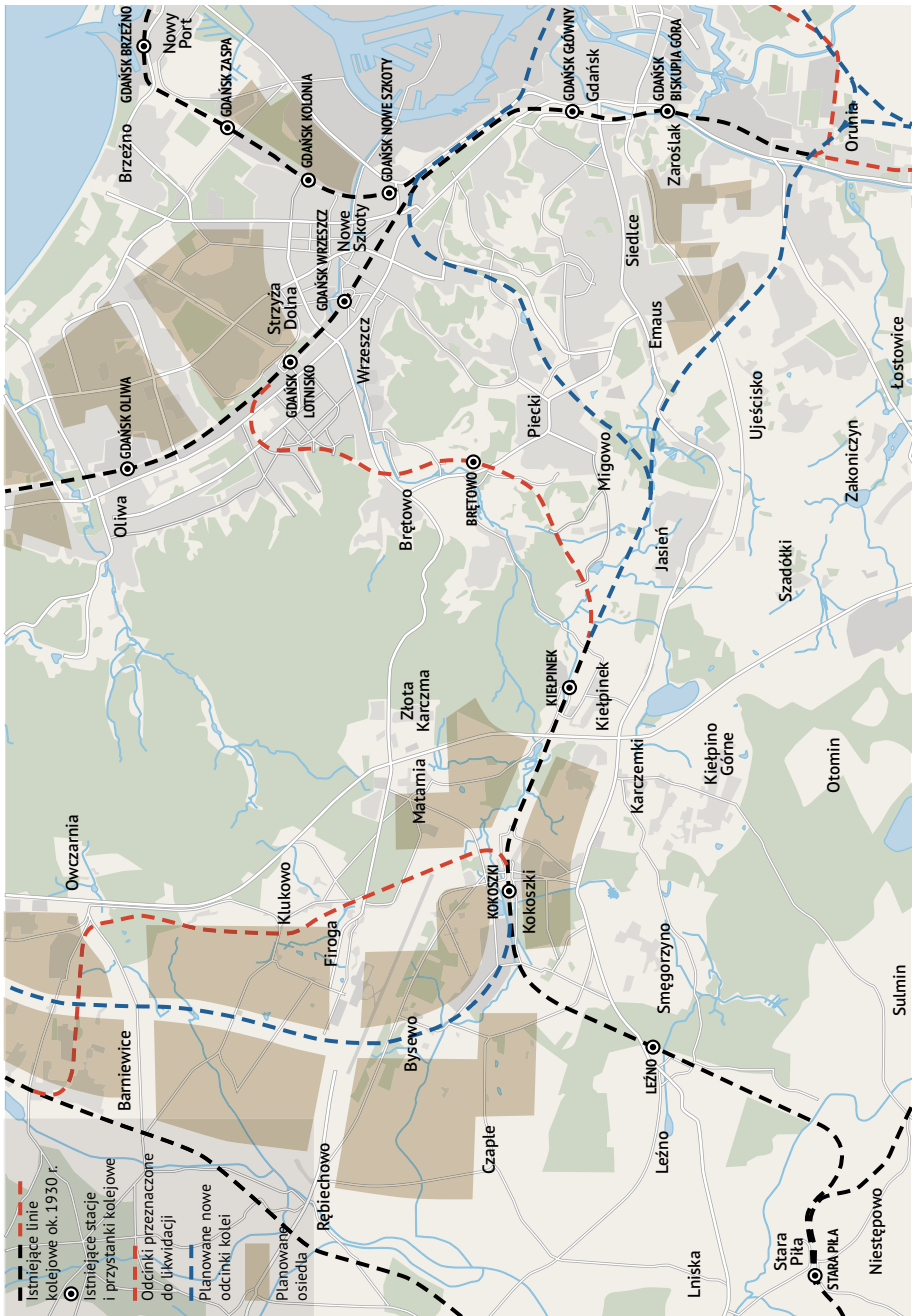 Istniejące linie
kolejowe ok. 1930 r.
Istniejące stacje
i przystanki kolejowe
Odcinki przeznaczone
do likwidacji
Planowane nowe
odcinki kolei
Planowane
osiedla
Owczarnia
Barniewice
Klukowo
Firoga
Rębiechowo
Bysewo
Czaple
Matarnia
Złota
Karczma
KOKOSZKI
Kokoszki
Leźno
LEŹNO
Smęgorzyno
Lniska
Stara
Piła
STARA PIŁA
Niestępowo
Sulmin
Otomin
Kiełpino
Górne
Karczemki
Kiełpinek
KIEŁPINEK
Oliwa
GDAŃSK OLIWA
Brętowo
BRĘTOWO
Piecki
Migowo
Jasień
Szadółki
Zakoniczyn
Łostowice
Ujeścisko
Emaus
Siedlce
Wrzeszcz
GDAŃSK
LOTNISKO
Strzyża
Dolna
GDAŃSK WRZESZCZ
Nowe
Szkoty
GDAŃSK NOWE SZKOTY
GDAŃSK KOLONIA
GDAŃSK ZASPA
Brzeźno
GDAŃSK BRZEŹNO
Nowy
Port
GDAŃSK GŁÓWNY
Gdańsk
GDAŃSK
BISKUPIA GÓRA
Zaroślak
Orunia